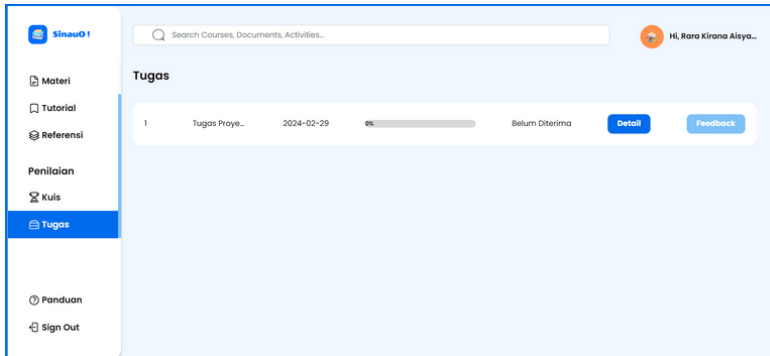 SinauO !
Search Courses, Documents, Activities...
Hi, Rara Kirana Aisya...
Materi
Tutorial
Referensi
Penilaian
Kuis
Tugas
Panduan
Sign Out
Tugas
1 Tugas Proye... 2024-02-29 0% Belum Diterima Detail Feedback